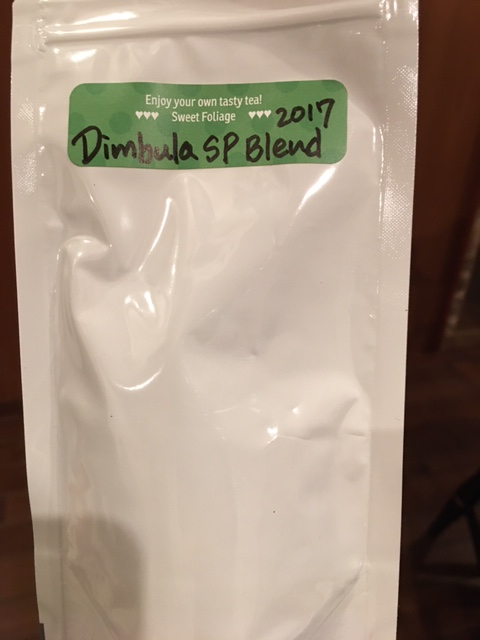 Enjoy your own tasty tea!
♥♥♥ Sweet Foliage ♥♥♥ 2017
Dimbula SP Blend